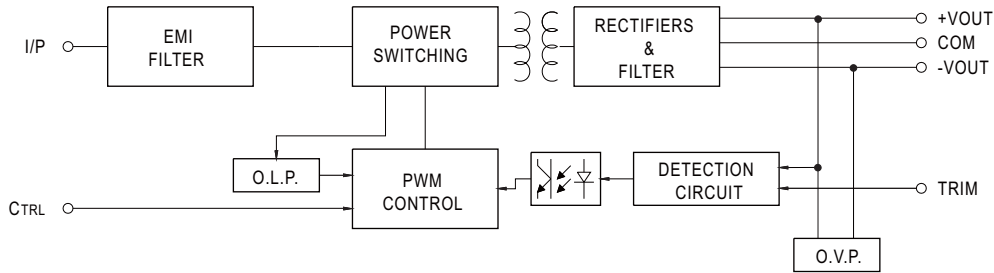 I/P
EMI
FILTER
POWER
SWITCHING
RECTIFIERS
&
FILTER
+VOUT
COM
-VOUT
O.L.P.
PWM
CONTROL
DETECTION
CIRCUIT
TRIM
CTRL
O.V.P.